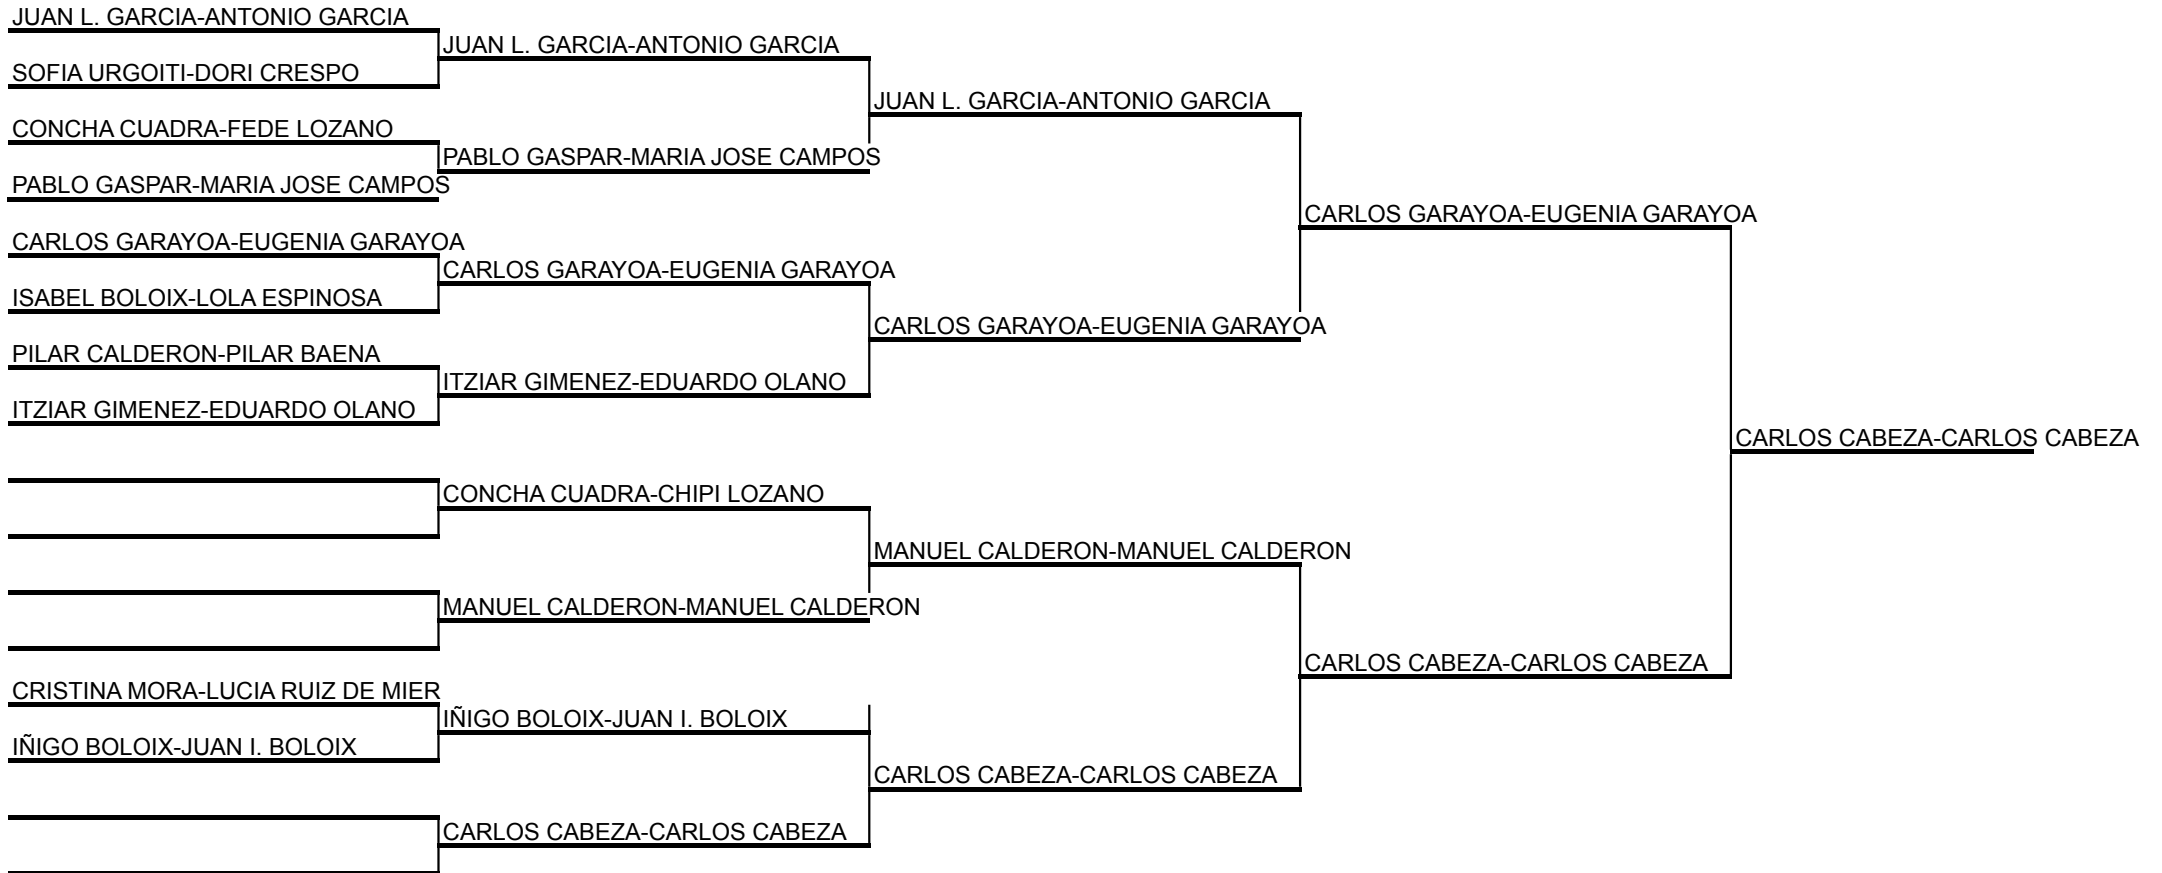 JUAN L. GARCIA-ANTONIO GARCIA
JUAN L. GARCIA-ANTONIO GARCIA
SOFIA URGOITI-DORI CRESPO
JUAN L. GARCIA-ANTONIO GARCIA
CONCHA CUADRA-FEDE LOZANO
PABLO GASPAR-MARIA JOSE CAMPOS
PABLO GASPAR-MARIA JOSE CAMPOS
CARLOS GARAYOA-EUGENIA GARAYOA
CARLOS GARAYOA-EUGENIA GARAYOA
CARLOS GARAYOA-EUGENIA GARAYOA
ISABEL BOLOIX-LOLA ESPINOSA
CARLOS GARAYOA-EUGENIA GARAYOA
PILAR CALDERON-PILAR BAENA
ITZIAR GIMENEZ-EDUARDO OLANO
ITZIAR GIMENEZ-EDUARDO OLANO
CARLOS CABEZA-CARLOS CABEZA
CONCHA CUADRA-CHIPI LOZANO
MANUEL CALDERON-MANUEL CALDERON
MANUEL CALDERON-MANUEL CALDERON
CARLOS CABEZA-CARLOS CABEZA
CRISTINA MORA-LUCIA RUIZ DE MIER
IÑIGO BOLOIX-JUAN I. BOLOIX
IÑIGO BOLOIX-JUAN I. BOLOIX
CARLOS CABEZA-CARLOS CABEZA
CARLOS CABEZA-CARLOS CABEZA